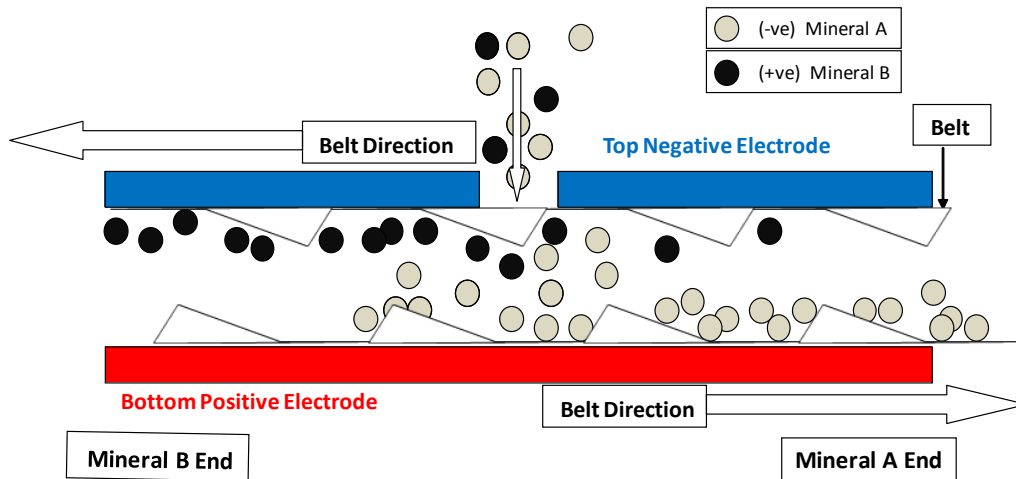 (-ve) Mineral A
(+ve) Mineral B
Belt
Belt Direction
Top Negative Electrode
Bottom Positive Electrode
Belt Direction
Mineral B End
Mineral A End